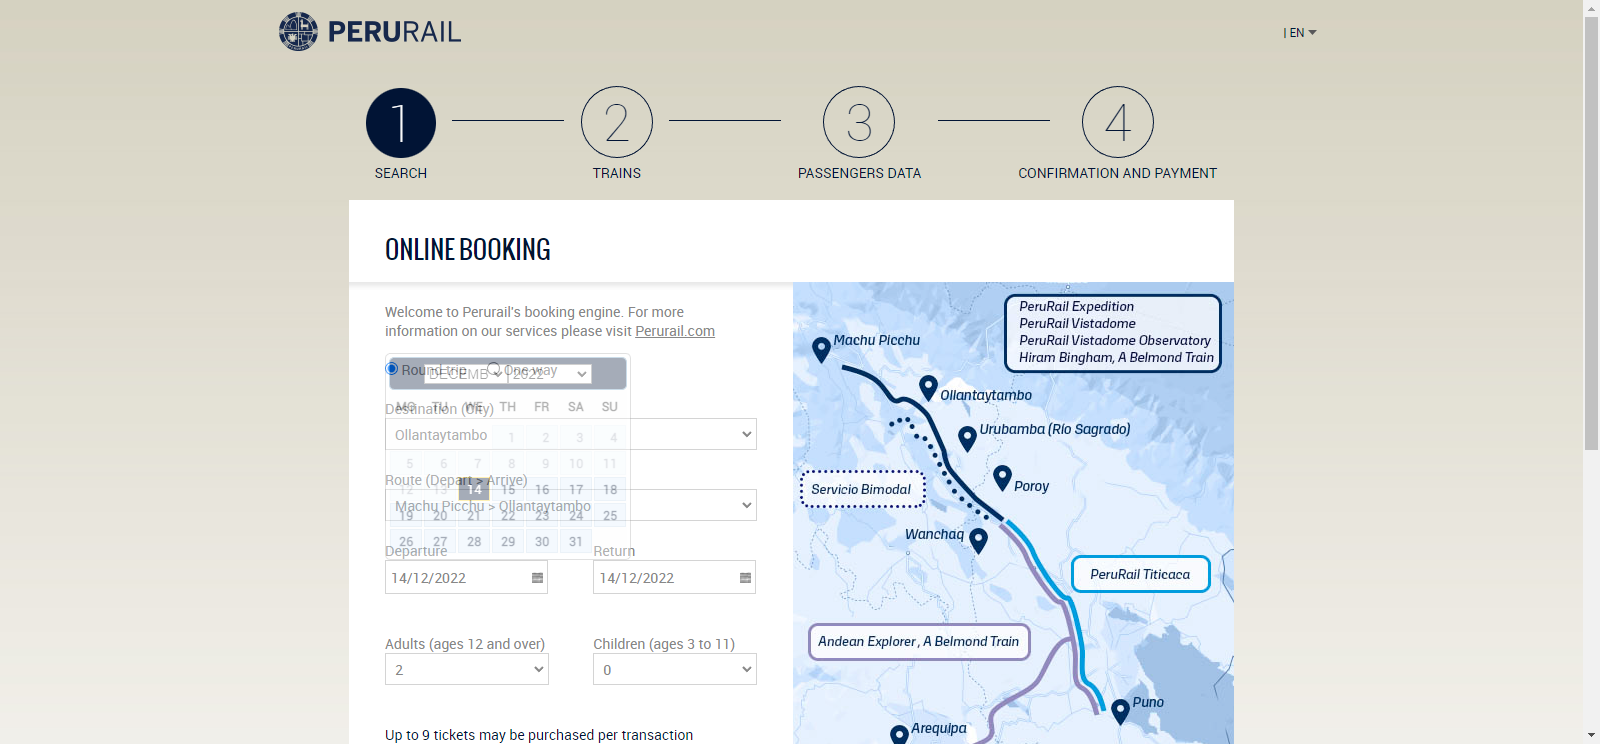 PERURAIL
| EN
1
2
3
4
SEARCH
TRAINS
PASSENGERS DATA
CONFIRMATION AND PAYMENT
ONLINE BOOKING
Welcome to Perurail's booking engine. For more
information on our services please visit Perurail.com
Round trip
One way
DECEMB
2022
MO TU WE TH FR SA SU
Destination (City)
Ollantaytambo
1 2 3 4
5 6 7 8 9 10 11
Route (Depart > Arrive)
12 13 14 15 16 17 18
Machu Picchu > Ollantaytambo
19 20 21 22 23 24 25
26 27 28 29 30 31
Departure
Return
14/12/2022
14/12/2022
Adults (ages 12 and over)
Children (ages 3 to 11)
2
0
Up to 9 tickets may be purchased per transaction
PeruRail Expedition
PeruRail Vistadome
PeruRail Vistadome Observatory
Hiram Bingham, A Belmond Train
Machu Picchu
Ollantaytambo
Urubamba (Río Sagrado)
Servicio Bimodal
Poroy
Wanchaq
PeruRail Titicaca
Andean Explorer, A Belmond Train
Puno
Arequipa